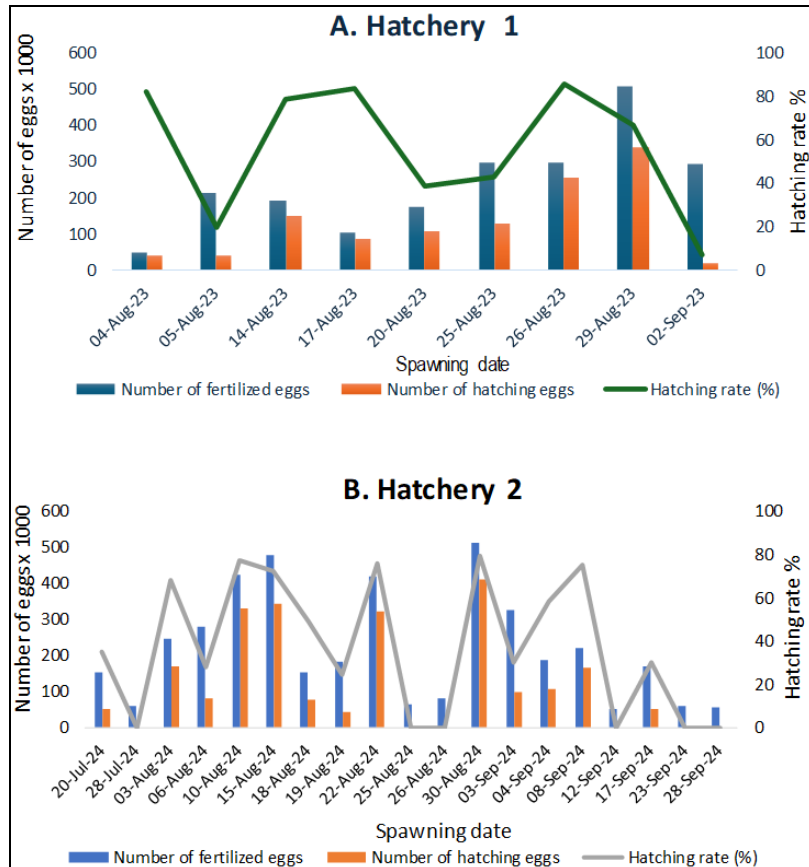 A. Hatchery 1
Number of eggs x 1000
600
500
400
300
200
100
0
100
80
60
40
20
0
Hatching rate %
04-Aug-23
05-Aug-23
14-Aug-23
17-Aug-23
20-Aug-23
25-Aug-23
26-Aug-23
29-Aug-23
02-Sep-23
Spawning date
Number of fertilized eggs Number of hatching eggs Hatching rate (%)
B. Hatchery 2
Number of eggs x 1000
600
500
400
300
200
100
0
100
80
60
40
20
0
Hatching rate %
20-Jul-24
28-Jul-24
03-Aug-24
06-Aug-24
10-Aug-24
15-Aug-24
18-Aug-24
19-Aug-24
22-Aug-24
25-Aug-24
26-Aug-24
30-Aug-24
03-Sep-24
04-Sep-24
08-Sep-24
12-Sep-24
17-Sep-24
23-Sep-24
28-Sep-24
Spawning date
Number of fertilized eggs Number of hatching eggs Hatching rate (%)